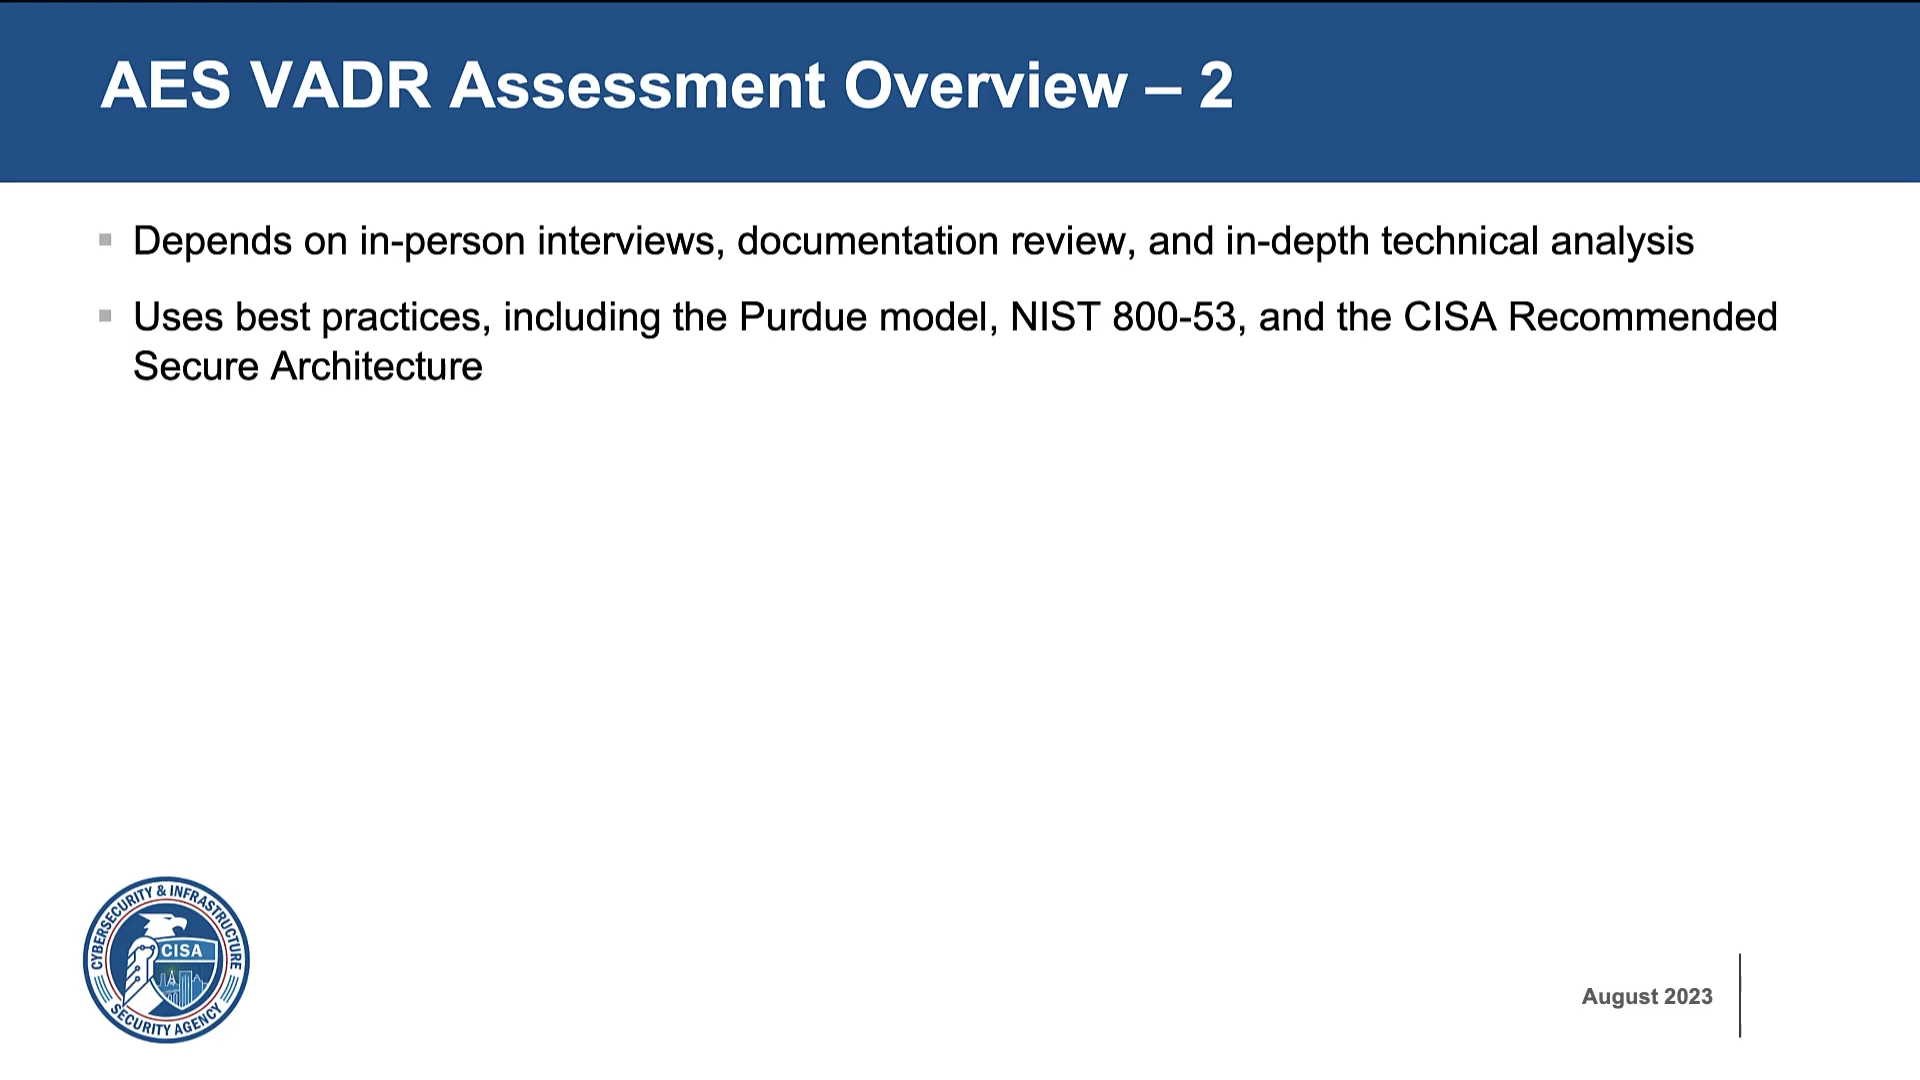 AES VADR Assessment Overview – 2
Depends on in-person interviews, documentation review, and in-depth technical analysis
Uses best practices, including the Purdue model, NIST 800-53, and the CISA Recommended
Secure Architecture
CYBERSECURITY & INFRASTRUCTURE
CISA
SECURITY AGENCY
August 2023